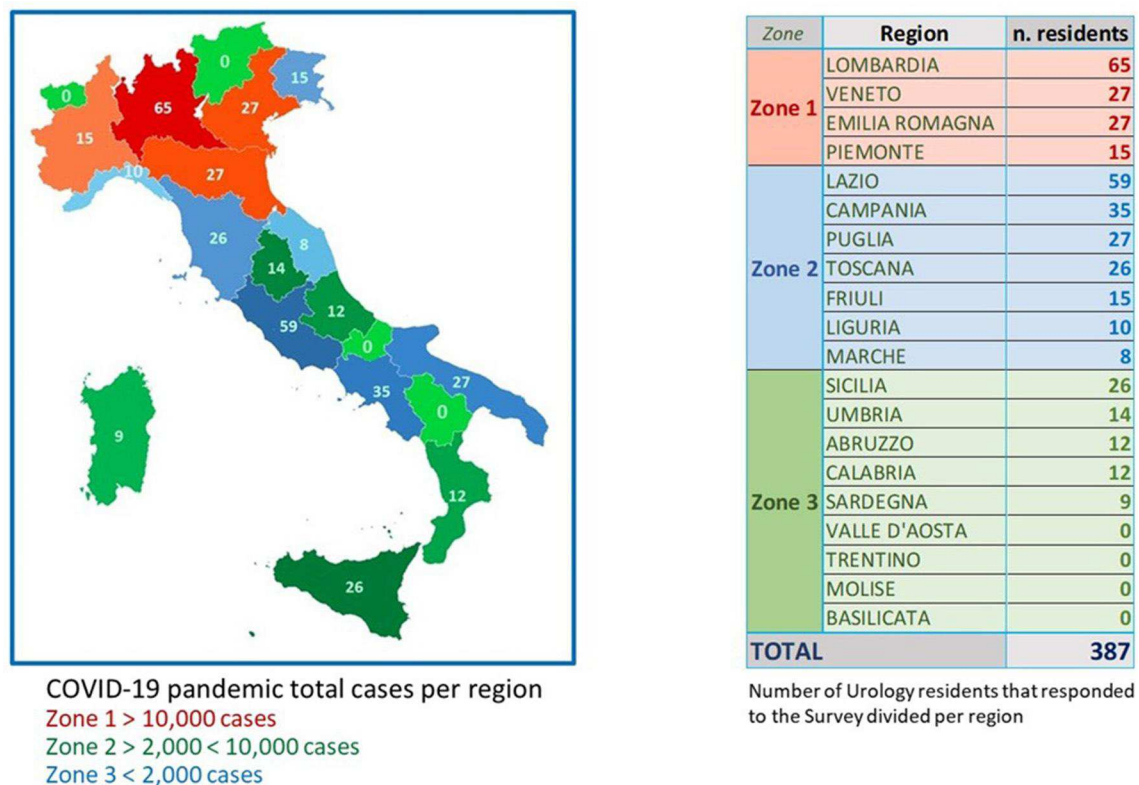 0
15
0
65
27
15
10
27
26
8
14
12
59
0
27
35
0
9
12
26
COVID-19 pandemic total cases per region
Zone 1 > 10,000 cases
Zone 2 > 2,000 < 10,000 cases
Zone 3 < 2,000 cases
Zone Region n. residents
Zone 1
LOMBARDIA 65
VENETO 27
EMILIA ROMAGNA 27
PIEMONTE 15
Zone 2
LAZIO 59
CAMPANIA 35
PUGLIA 27
TOSCANA 26
FRIULI 15
LIGURIA 10
MARCHE 8
Zone 3
SICILIA 26
UMBRIA 14
ABRUZZO 12
CALABRIA 12
SARDEGNA 9
VALLE D'AOSTA 0
TRENTINO 0
MOLISE 0
BASILICATA 0
TOTAL 387
Number of Urology residents that responded
to the Survey divided per region